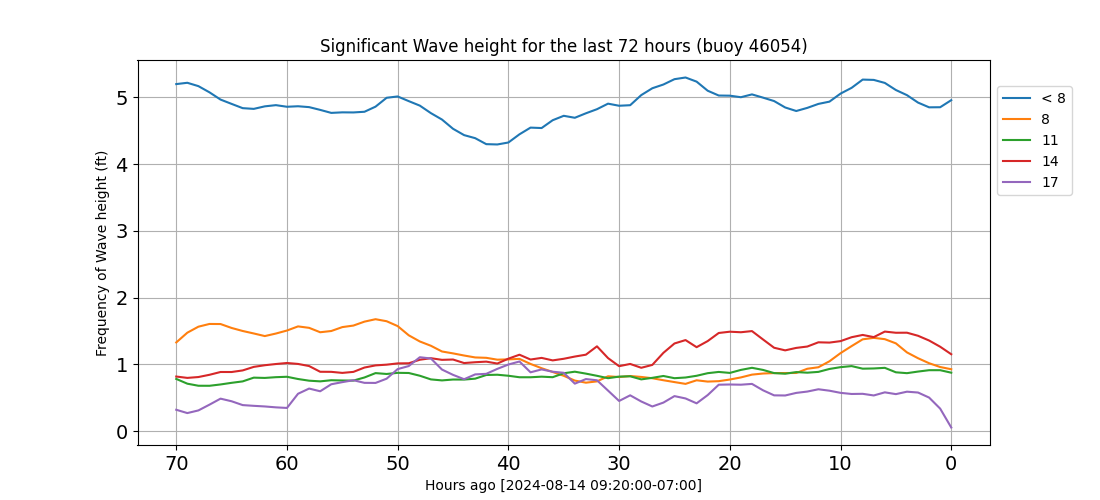 Significant Wave height for the last 72 hours (buoy 46054)
Frequency of Wave height (ft)
5
4
3
2
1
0
70 60 50 40 30 20 10 0
Hours ago [2024-08-14 09:20:00-07:00]
< 8
8
11
14
17